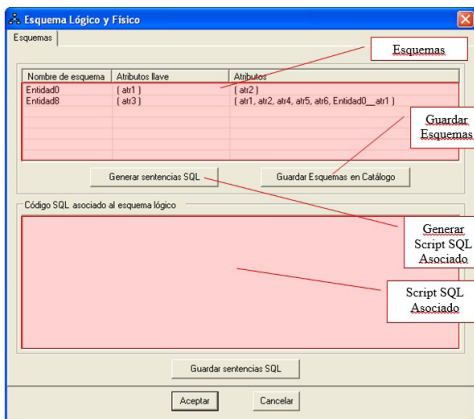 Esquema Lógico y Físico
Esquemas
Esquemas
Nombre de esquema Atributos llave Atributos
Entidad0 { atr1 } { atr2 }
Entidad8 { atr3 } { atr1, atr2, atr4, atr5, atr6, Entidad0__atr1 }
Guardar
Esquemas
Generar sentencias SQL Guardar Esquemas en Catálogo
Código SQL asociado al esquema lógico
Generar
Script SQL
Asociado
Script SQL
Asociado
Guardar sentencias SQL
Aceptar Cancelar